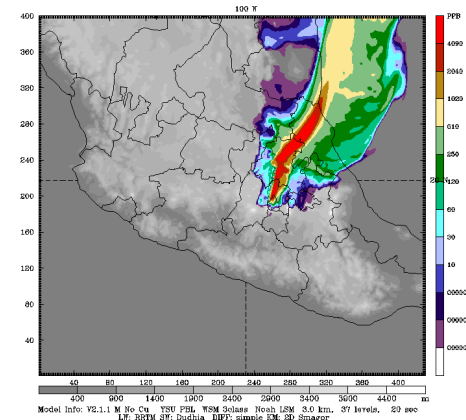 100 W
PPB
400
360
320
280
240
200
160
120
80
40
4090
2040
1020
510
250
120
60
30
10
20 N
40 80 120 160 200 240 280 320 360 400
400 900 1400 1900 2400 2900 3400 3900 4400 m
Model Info: V2.1.1 M No Cu YSU PBL WSM 3class Noah LSM 3.0 km, 37 levels, 20 sec
LW: RRTM SW: Dudhia DIFF: simple KM: 2D Smagor